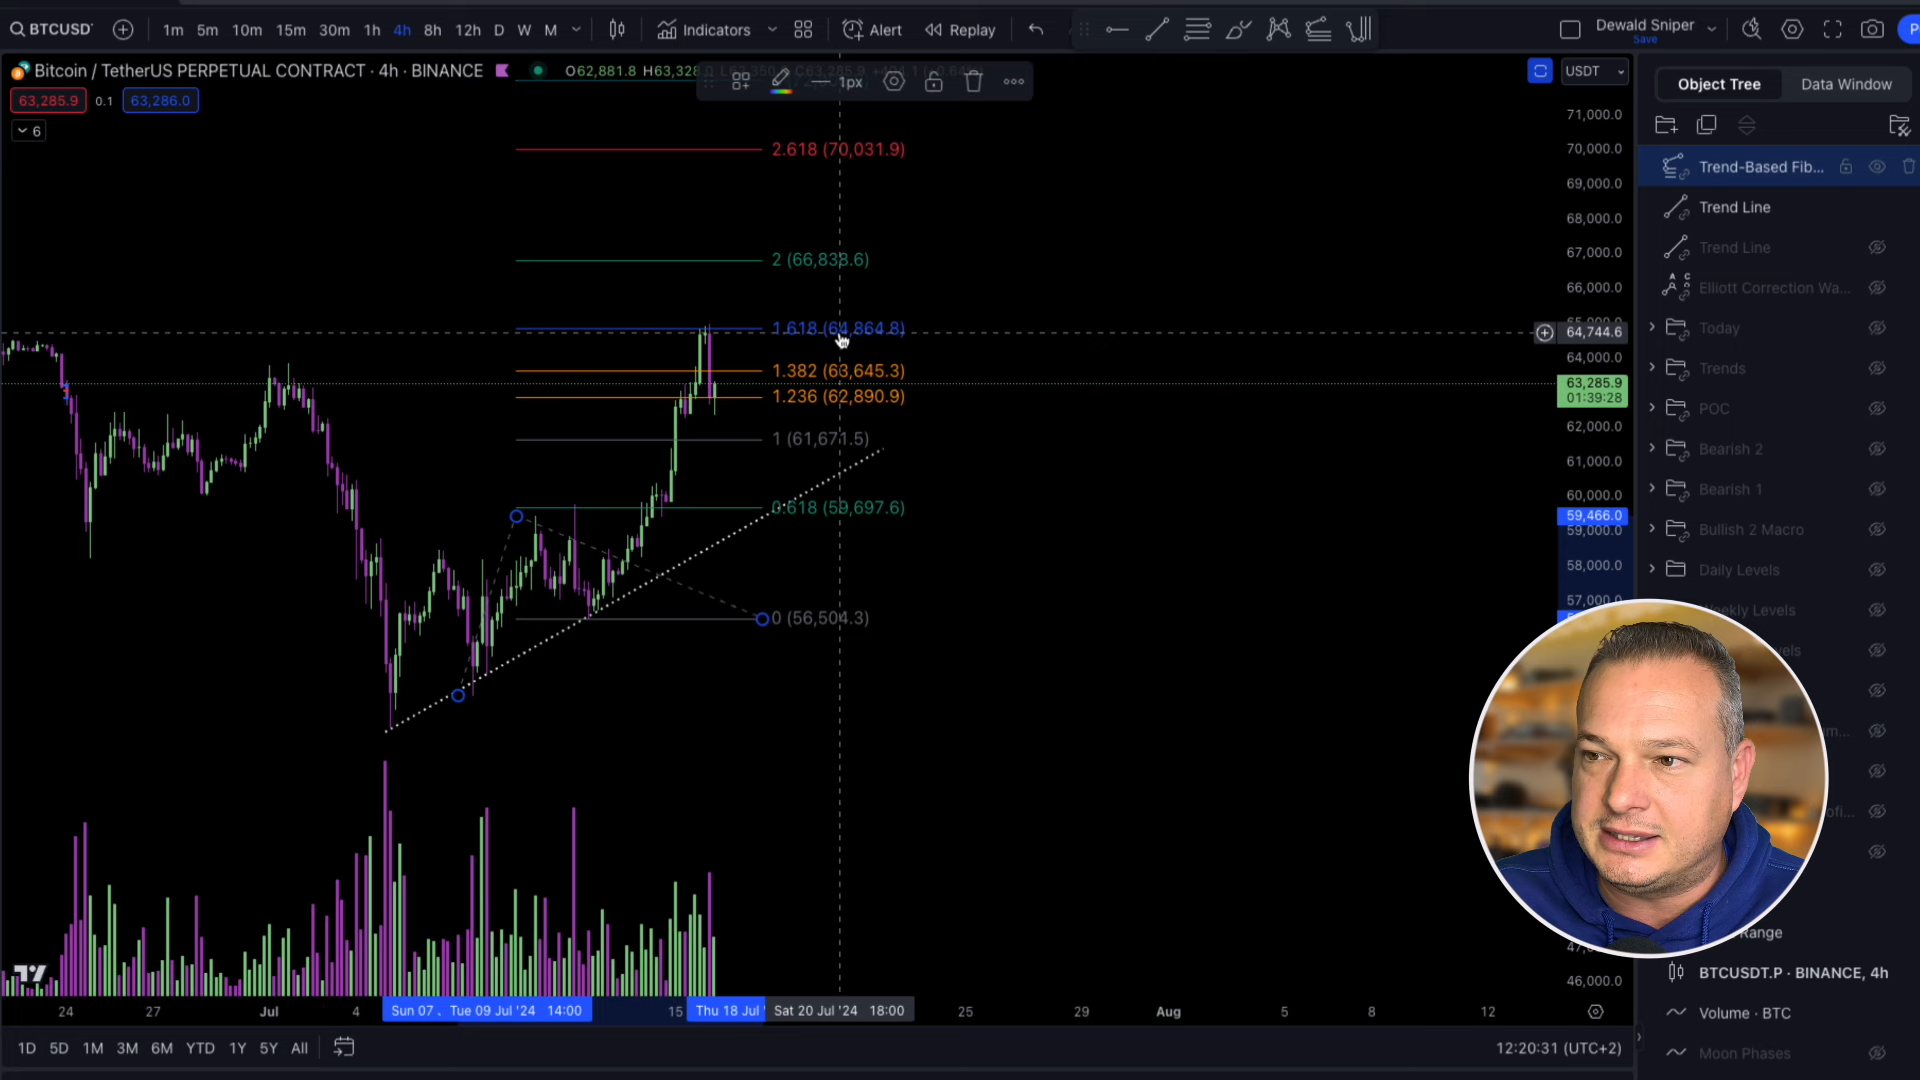 BTCUSD 1m 5m 10m 15m 30m 1h 4h 8h 12h D W M Indicators Alert Replay Dewald Sniper
Save
Bitcoin / TetherUS PERPETUAL CONTRACT · 4h · BINANCE O62,881.8 H63,328
63,285.9 0.1 63,286.0
6
1px
USDT
2.618 (70,031.9)
2 (66,838.6)
1.618 (64,864.8)
1.382 (63,645.3)
1.236 (62,890.9)
1 (61,671.5)
0.618 (59,697.6)
0 (56,504.3)
71,000.0
70,000.0
69,000.0
68,000.0
67,000.0
66,000.0
64,744.6
64,000.0
63,285.9
01:39:28
62,000.0
61,000.0
60,000.0
59,466.0
59,000.0
58,000.0
57,000.0
46,000.0
24 27 Jul 4 Sun 07 Tue 09 Jul '24 14:00 15 Thu 18 Jul ' Sat 20 Jul '24 18:00 25 29 Aug 5 8 12
1D 5D 1M 3M 6M YTD 1Y 5Y All
12:20:31 (UTC+2)
Object Tree Data Window
Trend-Based Fib...
Trend Line
Trend Line
Elliott Correction Wa...
Today
Trends
POC
Bearish 2
Bearish 1
Bullish 2 Macro
Daily Levels
Levels
Range
BTCUSDT.P · BINANCE, 4h
Volume · BTC
Moon Phases